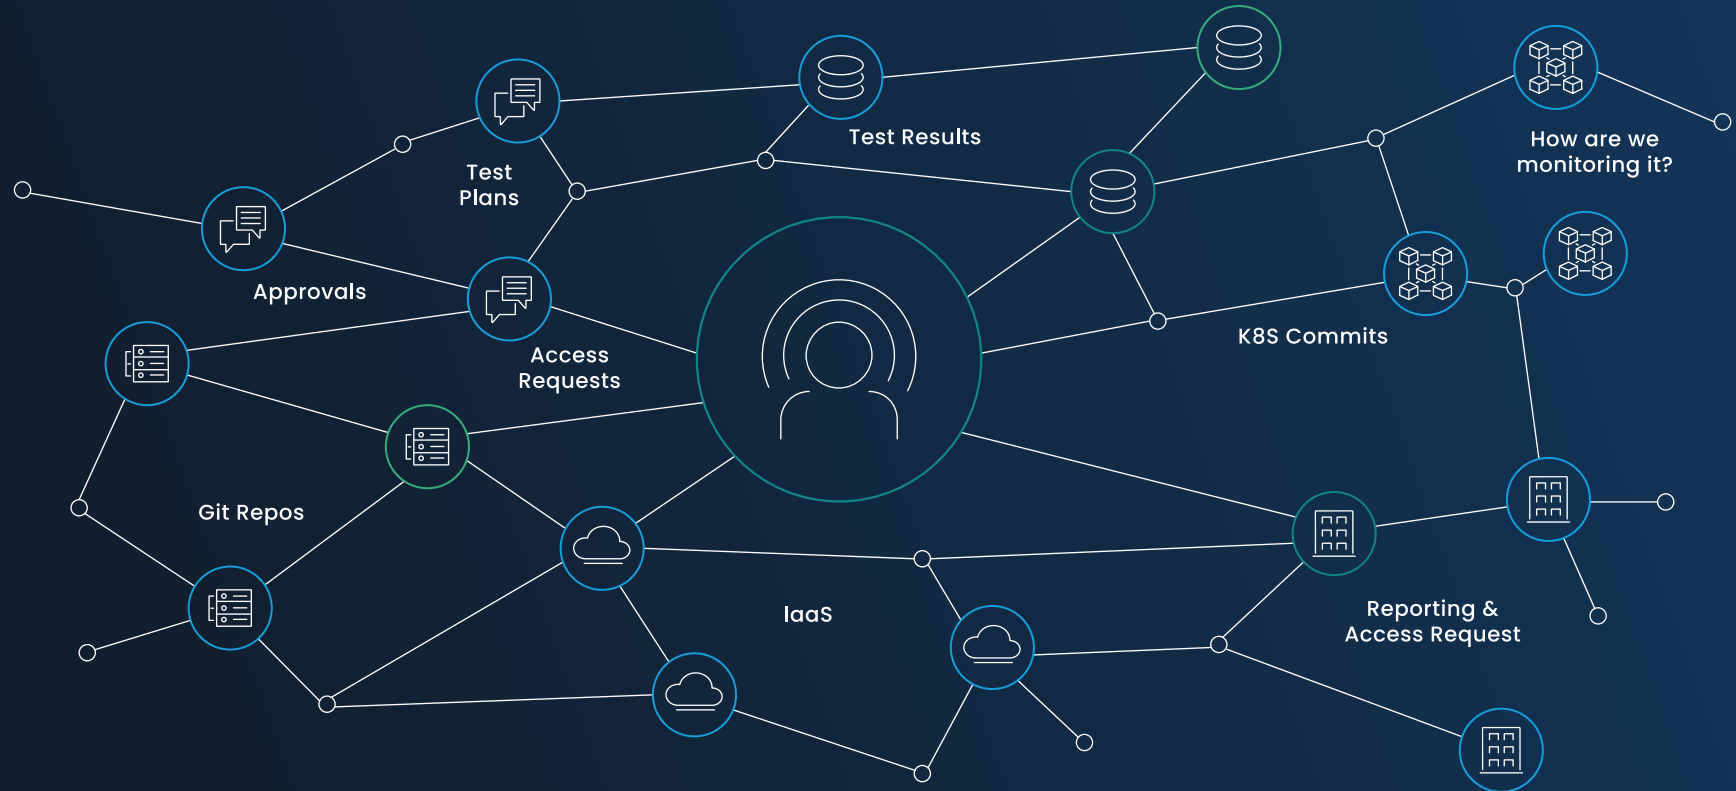 Test Results
How are we
monitoring it?
Test
Plans
Approvals
K8S Commits
Access
Requests
Git Repos
IaaS
Reporting &
Access Request